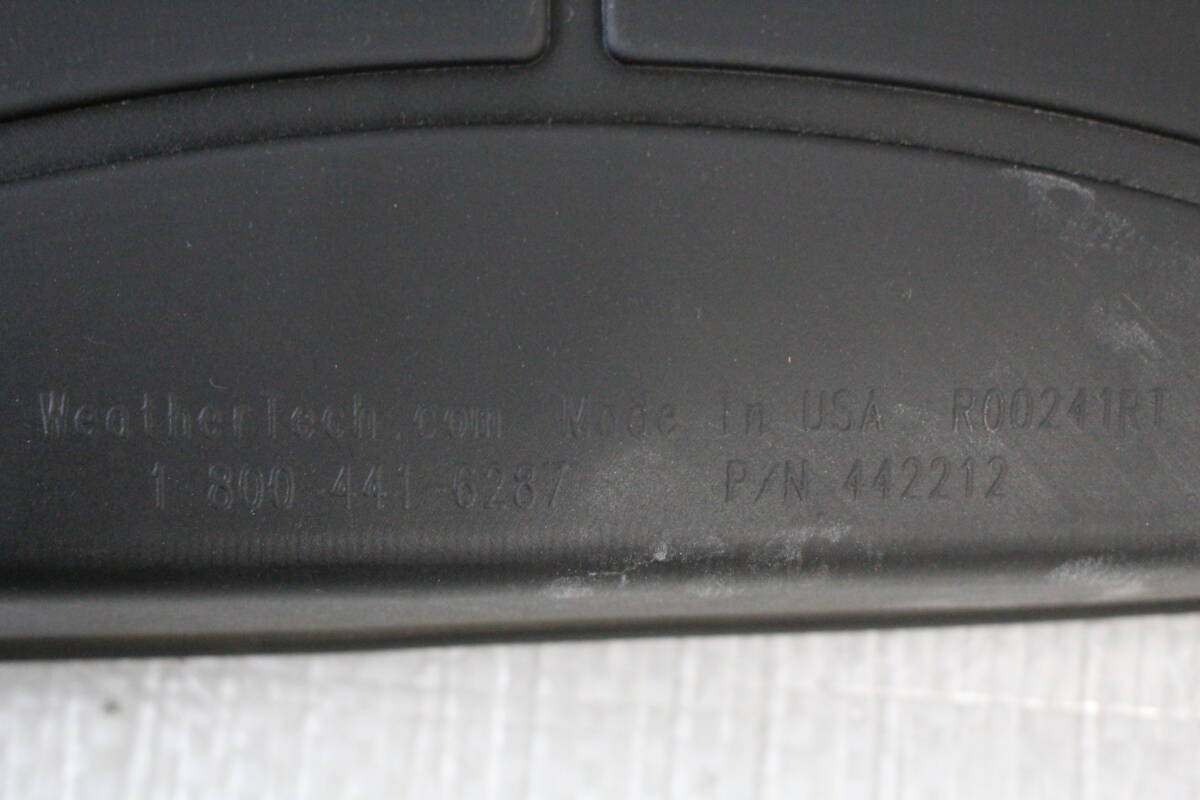 WeatherTech.com Made In USA R00241RT
1 800 441 6287 P/N 442212